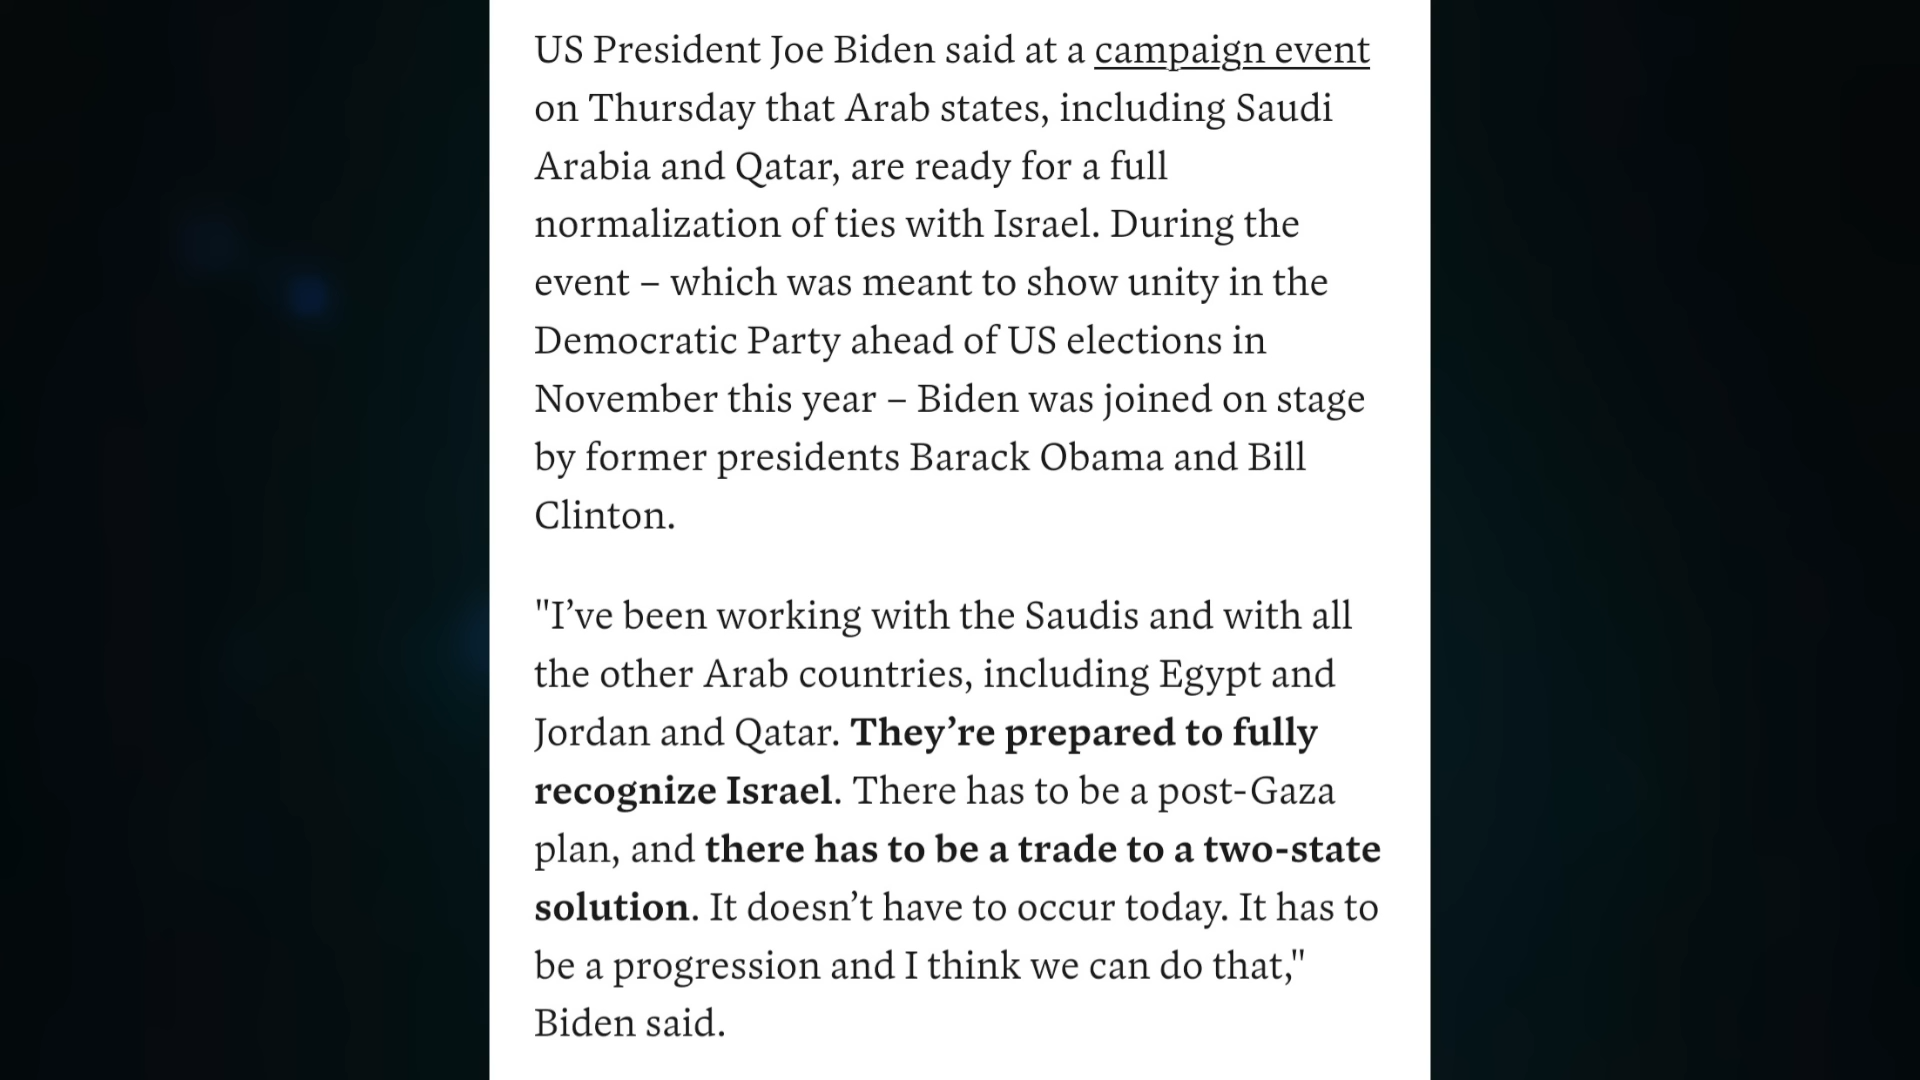 US President Joe Biden said at a campaign event
on Thursday that Arab states, including Saudi
Arabia and Qatar, are ready for a full
normalization of ties with Israel. During the
event – which was meant to show unity in the
Democratic Party ahead of US elections in
November this year – Biden was joined on stage
by former presidents Barack Obama and Bill
Clinton.
"I’ve been working with the Saudis and with all
the other Arab countries, including Egypt and
Jordan and Qatar. They’re prepared to fully
recognize Israel. There has to be a post-Gaza
plan, and there has to be a trade to a two-state
solution. It doesn’t have to occur today. It has to
be a progression and I think we can do that,"
Biden said.